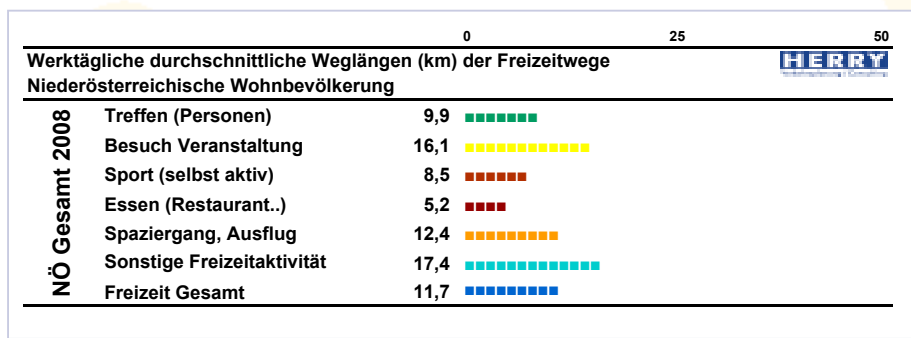 0 25 50
Werktägliche durchschnittliche Weglängen (km) der Freizeitwege
HERRY
Niederösterreichische Wohnbevölkerung
NÖ Gesamt 2008
Treffen (Personen) 9,9
Besuch Veranstaltung 16,1
Sport (selbst aktiv) 8,5
Essen (Restaurant..) 5,2
Spaziergang, Ausflug 12,4
Sonstige Freizeitaktivität 17,4
Freizeit Gesamt 11,7